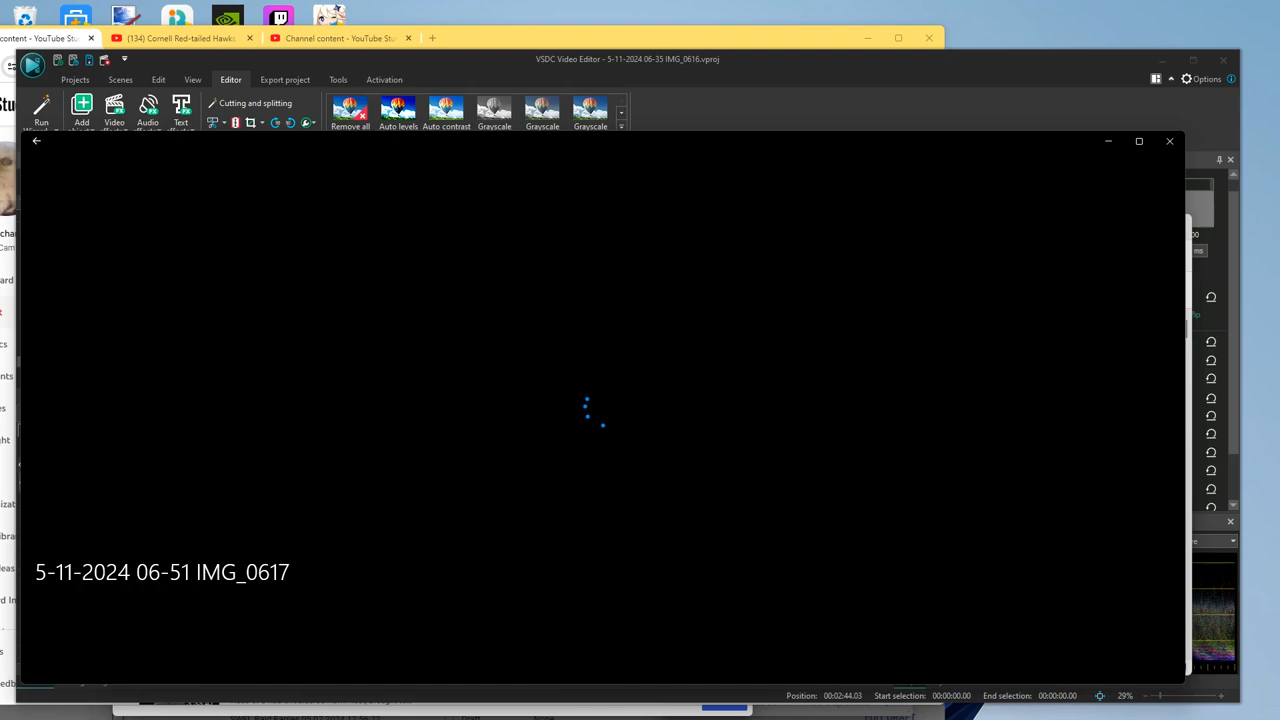 content - YouTube Stu
(134) Cornell Red-tailed Hawks
Channel content - YouTube Stu
VSDC Video Editor - 5-11-2024 06-35 IMG_0616.vproj
Projects
Scenes
Edit
View
Editor
Export project
Tools
Activation
Options
Run
Add
Video
Audio
Text
Cutting and splitting
Remove all
Auto levels
Auto contrast
Grayscale
Grayscale
Grayscale
ms
5-11-2024 06-51 IMG_0617
Position: 00:02:44.03
Start selection: 00:00:00.00
End selection: 00:00:00.00
29%